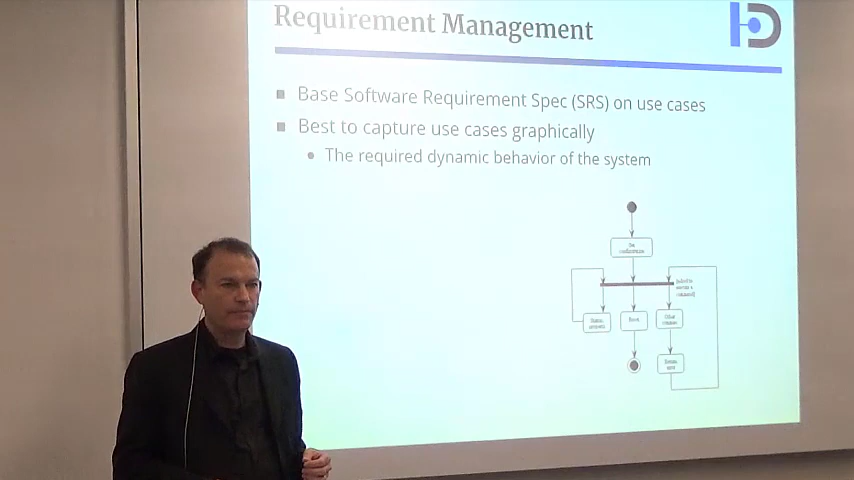 Requirement Management
Base Software Requirement Spec (SRS) on use cases
Best to capture use cases graphically
The required dynamic behavior of the system